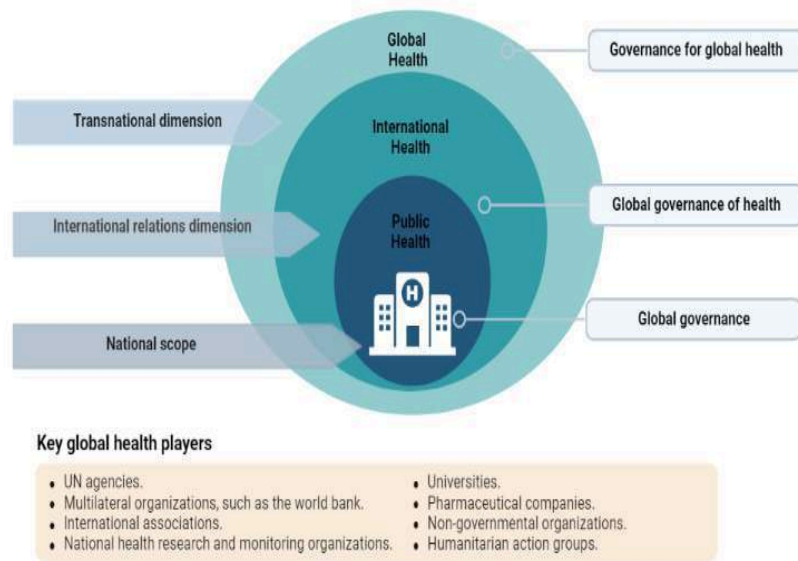 Global
Health
Governance for global health
Transnational dimension
International
Health
Global governance of health
International relations dimension
Public
Health
H
Global governance
National scope
Key global health players
• UN agencies.
• Multilateral organizations, such as the world bank.
• International associations.
• National health research and monitoring organizations.
• Universities.
• Pharmaceutical companies.
• Non-governmental organizations.
• Humanitarian action groups.